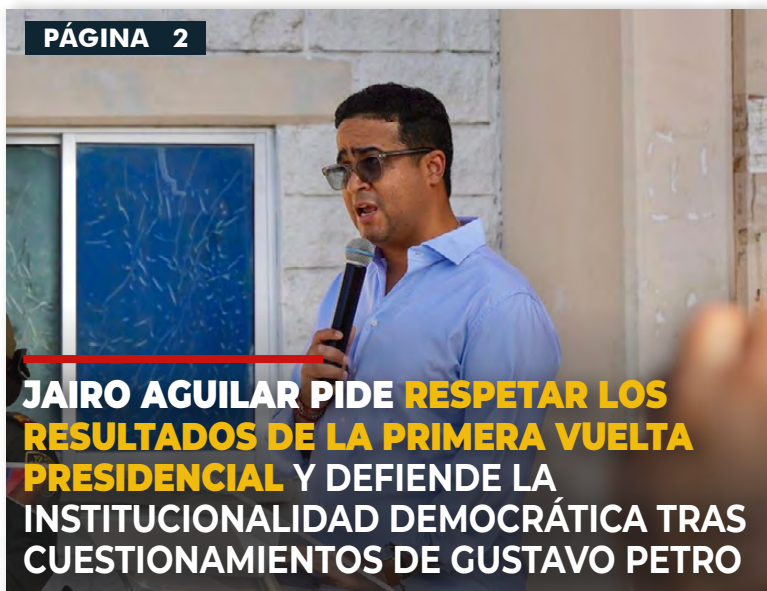 PÁGINA 2
JAIRO AGUILAR PIDE RESPETAR LOS
RESULTADOS DE LA PRIMERA VUELTA
PRESIDENCIAL Y DEFIENDE LA
INSTITUCIONALIDAD DEMOCRÁTICA TRAS
CUESTIONAMIENTOS DE GUSTAVO PETRO